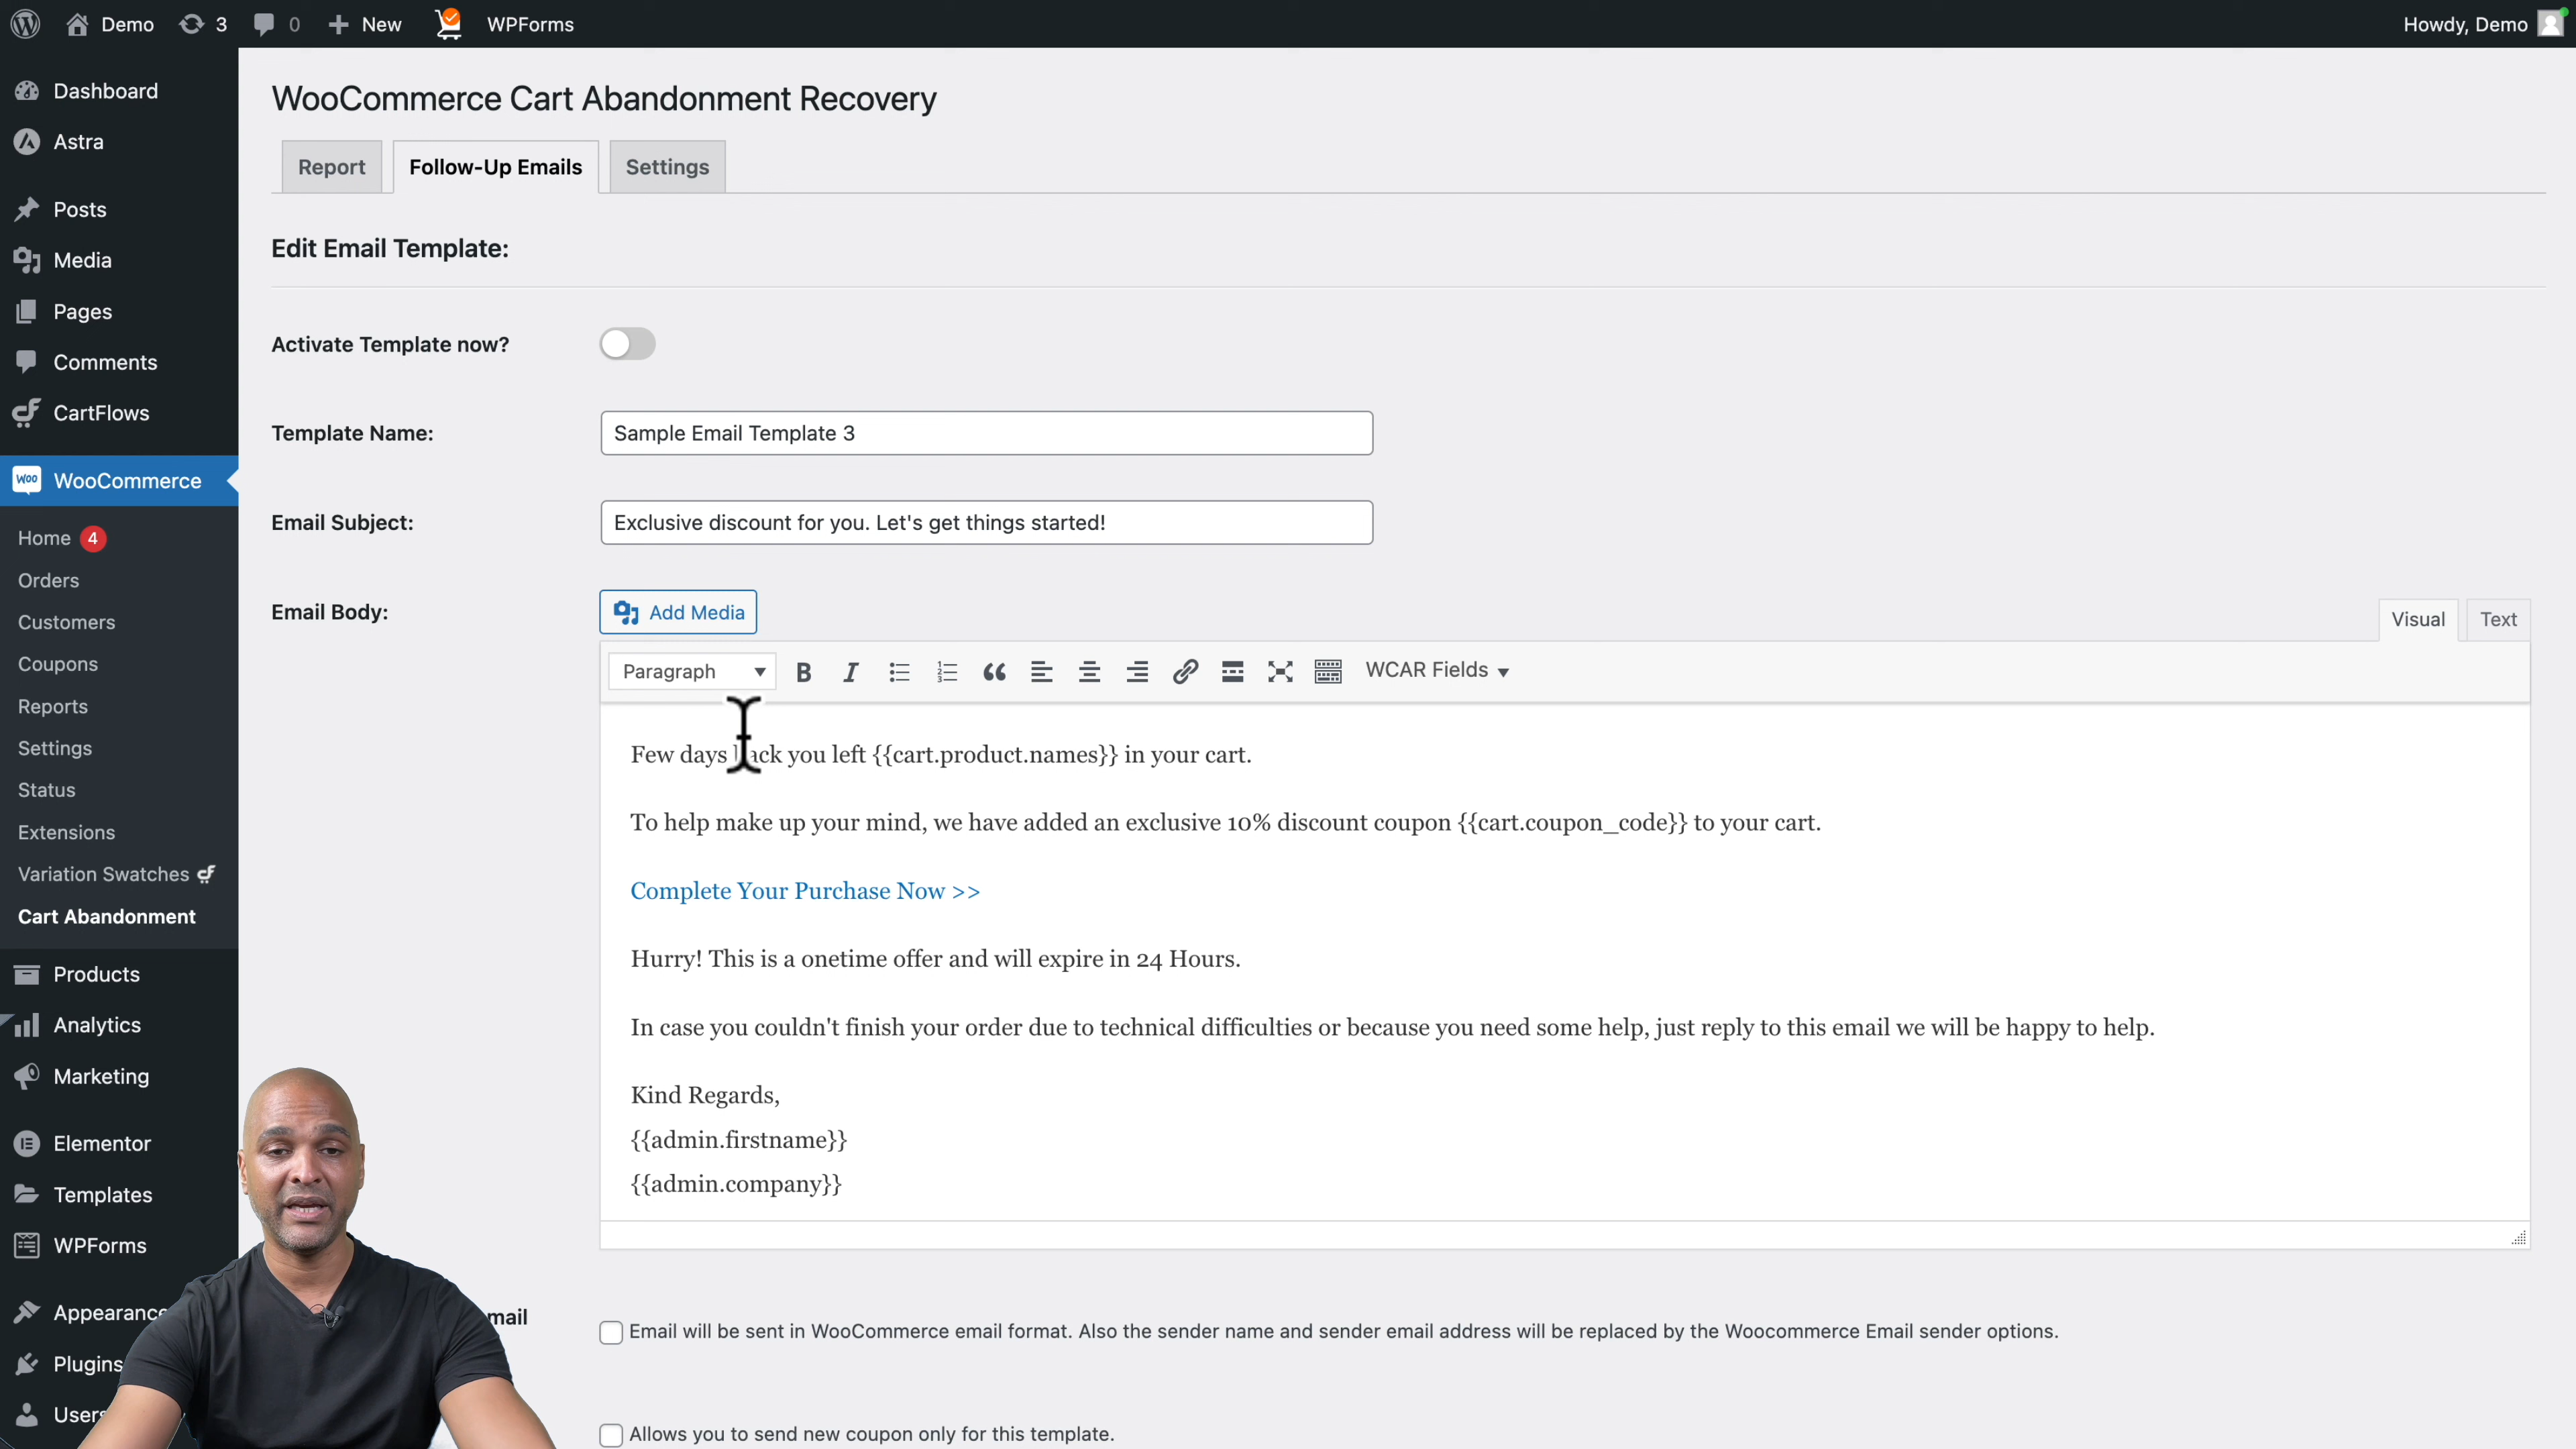 Demo 3 0 New WPForms Howdy, Demo
Dashboard
Astra
Posts
Media
Pages
Comments
CartFlows
Woo WooCommerce
Home 4
Orders
Customers
Coupons
Reports
Settings
Status
Extensions
Variation Swatches
Cart Abandonment
Products
Analytics
Marketing
Elementor
Templates
WPForms
Appearance
Plugins
Users
WooCommerce Cart Abandonment Recovery
Report Follow-Up Emails Settings
Edit Email Template:
Activate Template now?
Template Name: Sample Email Template 3
Email Subject: Exclusive discount for you. Let's get things started!
Email Body: Add Media Visual Text
Paragraph WCAR Fields
Few days back you left {{cart.product.names}} in your cart.
To help make up your mind, we have added an exclusive 10% discount coupon {{cart.coupon_code}} to your cart.
Complete Your Purchase Now >>
Hurry! This is a onetime offer and will expire in 24 Hours.
In case you couldn't finish your order due to technical difficulties or because you need some help, just reply to this email we will be happy to help.
Kind Regards,
{{admin.firstname}}
{{admin.company}}
Email will be sent in WooCommerce email format. Also the sender name and sender email address will be replaced by the Woocommerce Email sender options.
Allows you to send new coupon only for this template.